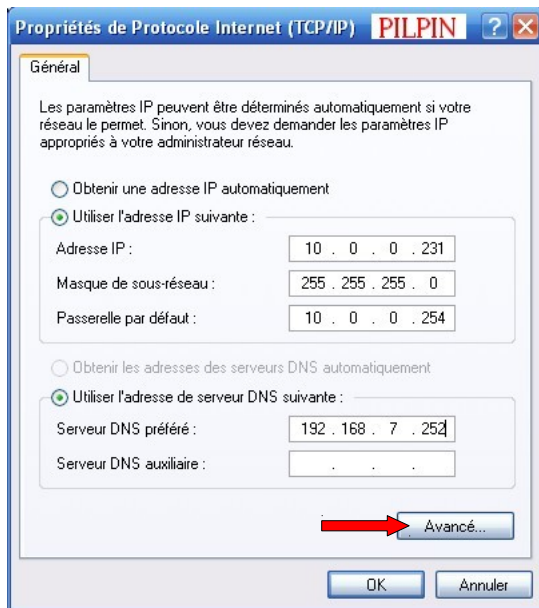 Propriétés de Protocole Internet (TCP/IP) PILPIN
Général
Les paramètres IP peuvent être déterminés automatiquement si votre
réseau le permet. Sinon, vous devez demander les paramètres IP
appropriés à votre administrateur réseau.
Obtenir une adresse IP automatiquement
Utiliser l'adresse IP suivante :
Adresse IP : 10 . 0 . 0 . 231
Masque de sous-réseau : 255 . 255 . 255 . 0
Passerelle par défaut : 10 . 0 . 0 . 254
Obtenir les adresses des serveurs DNS automatiquement
Utiliser l'adresse de serveur DNS suivante :
Serveur DNS préféré : 192 . 168 . 7 . 252
Serveur DNS auxiliaire : . . .
Avancé...
OK Annuler